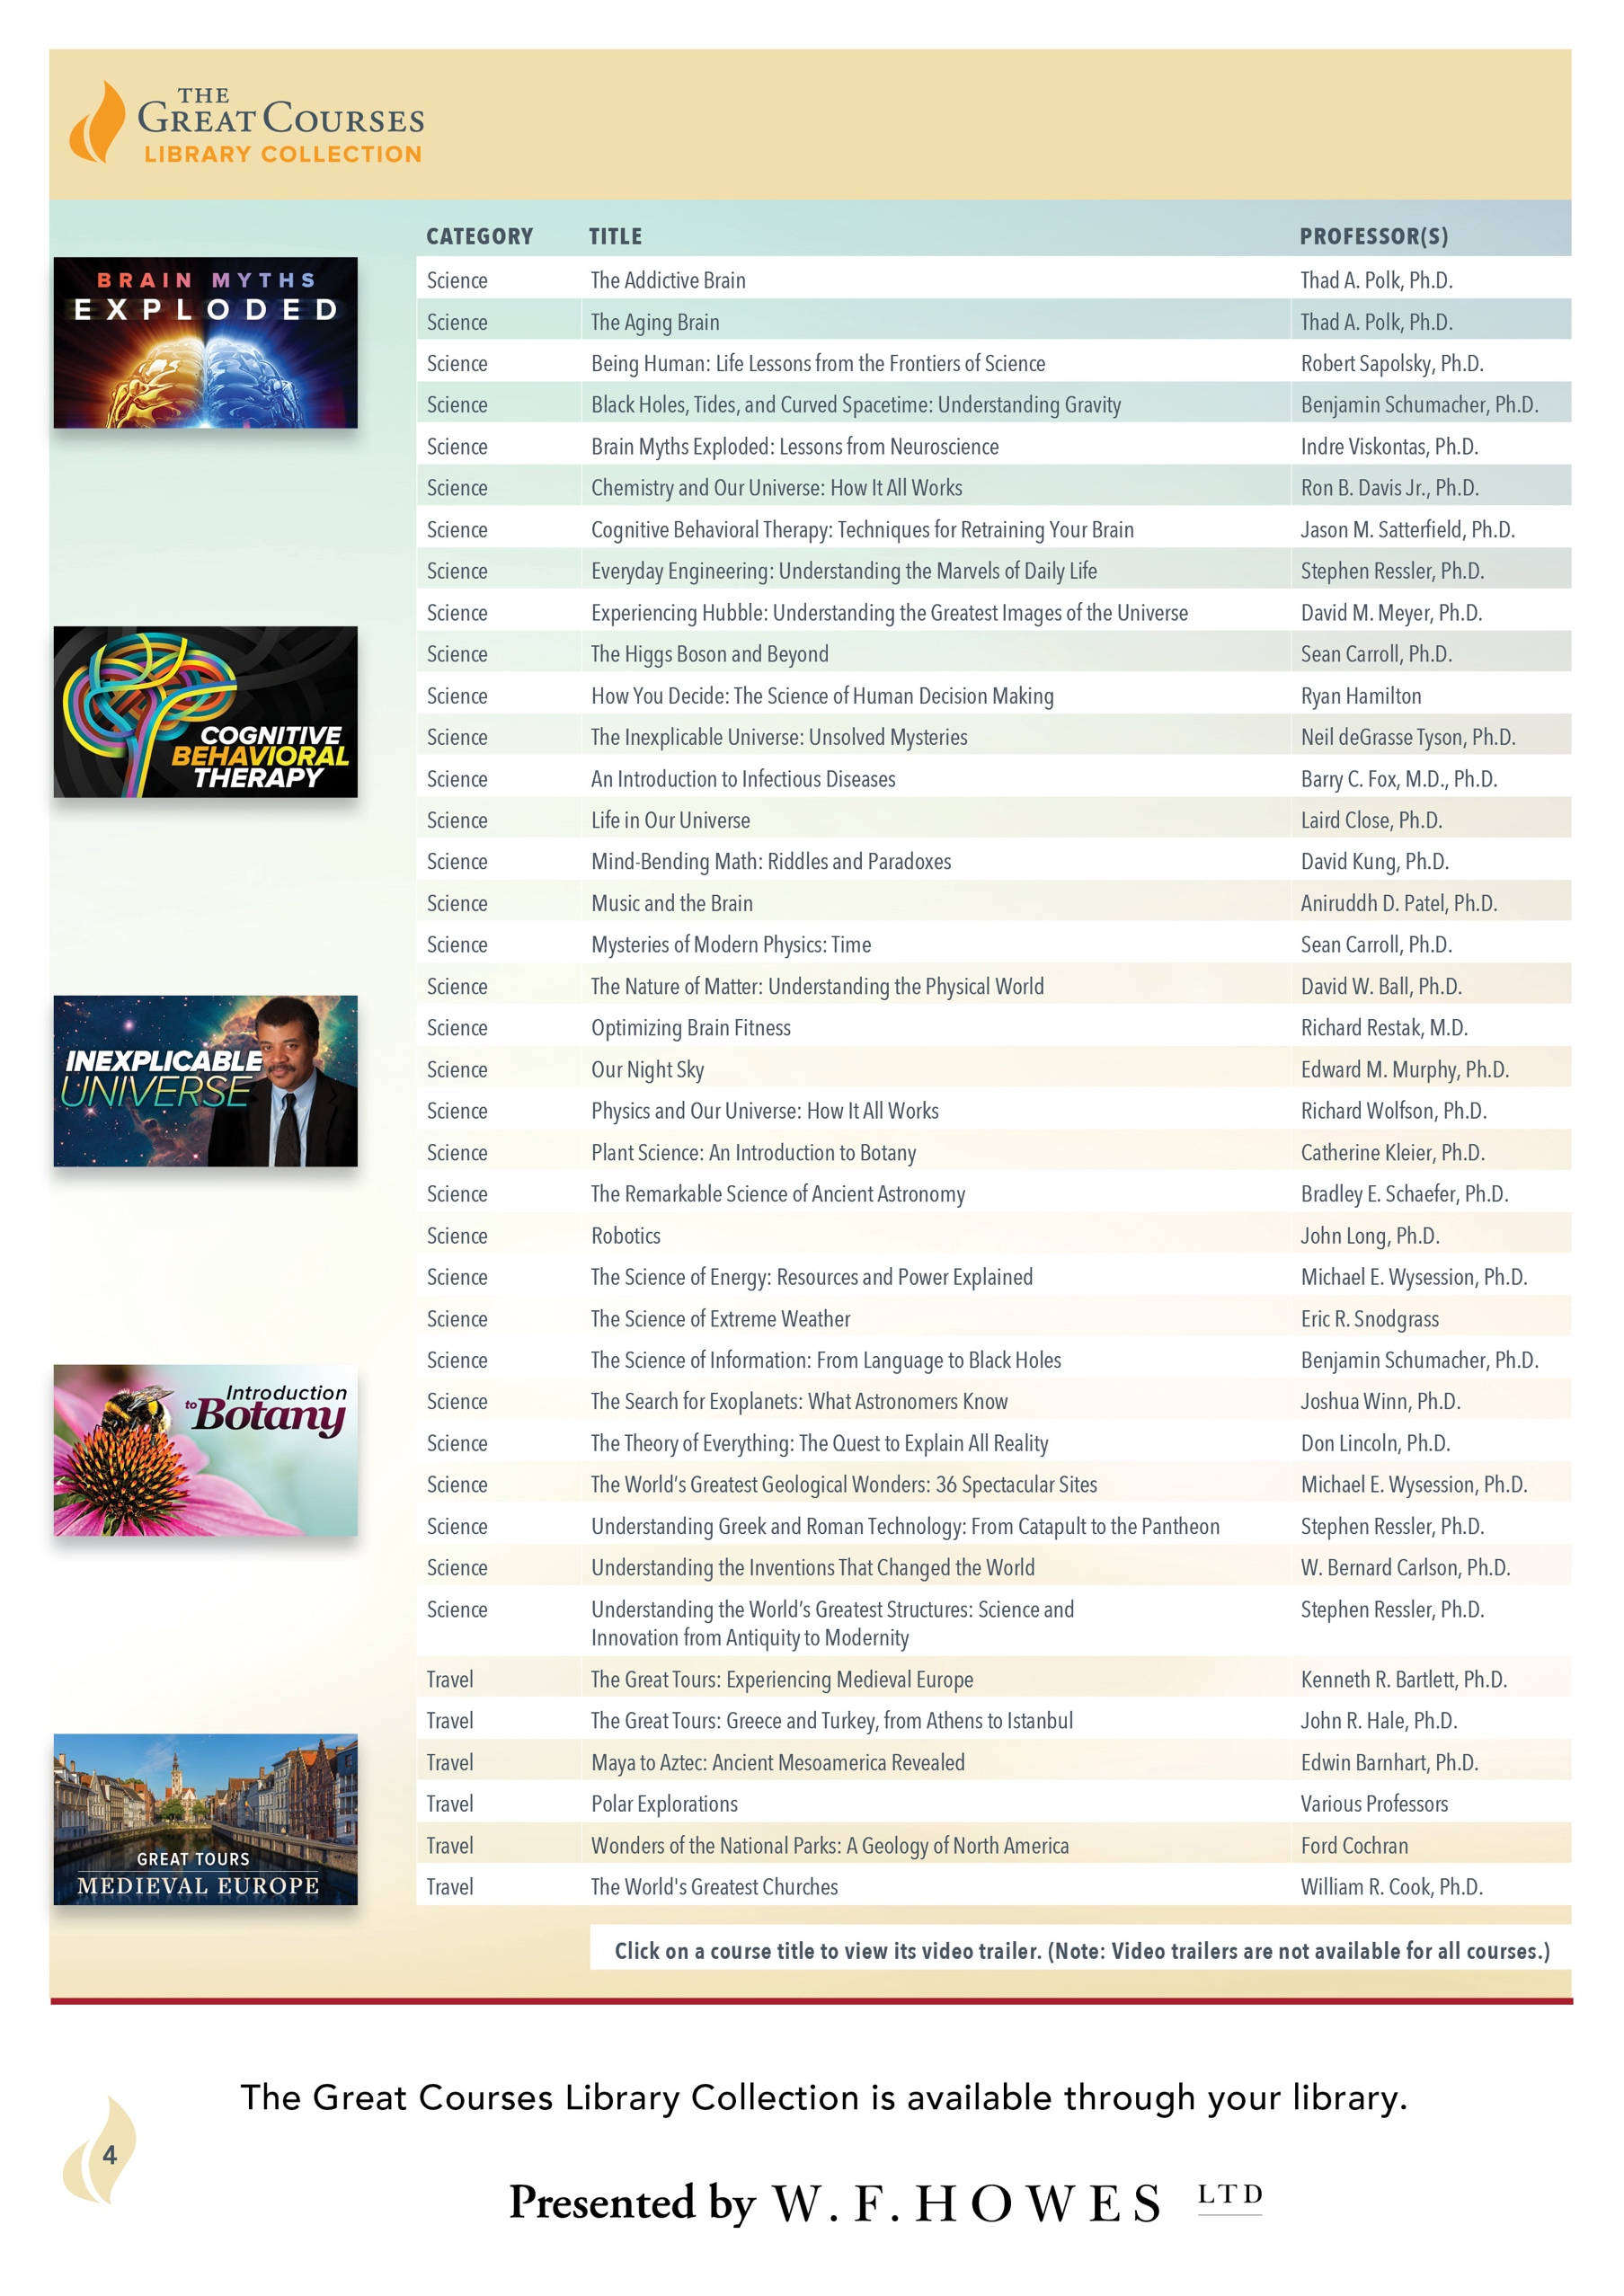 THE
GREAT COURSES
LIBRARY COLLECTION
CATEGORY TITLE PROFESSOR(S)
BRAIN MYTHS
EXPLODED
Science The Addictive Brain Thad A. Polk, Ph.D.
Science The Aging Brain Thad A. Polk, Ph.D.
Science Being Human: Life Lessons from the Frontiers of Science Robert Sapolsky, Ph.D.
Science Black Holes, Tides, and Curved Spacetime: Understanding Gravity Benjamin Schumacher, Ph.D.
Science Brain Myths Exploded: Lessons from Neuroscience Indre Viskontas, Ph.D.
Science Chemistry and Our Universe: How It All Works Ron B. Davis Jr., Ph.D.
Science Cognitive Behavioral Therapy: Techniques for Retraining Your Brain Jason M. Satterfield, Ph.D.
Science Everyday Engineering: Understanding the Marvels of Daily Life Stephen Ressler, Ph.D.
Science Experiencing Hubble: Understanding the Greatest Images of the Universe David M. Meyer, Ph.D.
Science The Higgs Boson and Beyond Sean Carroll, Ph.D.
Science How You Decide: The Science of Human Decision Making Ryan Hamilton
COGNITIVE
BEHAVIORAL
THERAPY
Science The Inexplicable Universe: Unsolved Mysteries Neil deGrasse Tyson, Ph.D.
Science An Introduction to Infectious Diseases Barry C. Fox, M.D., Ph.D.
Science Life in Our Universe Laird Close, Ph.D.
Science Mind-Bending Math: Riddles and Paradoxes David Kung, Ph.D.
Science Music and the Brain Aniruddh D. Patel, Ph.D.
Science Mysteries of Modern Physics: Time Sean Carroll, Ph.D.
Science The Nature of Matter: Understanding the Physical World David W. Ball, Ph.D.
Science Optimizing Brain Fitness Richard Restak, M.D.
INEXPLICABLE
UNIVERSE
Science Our Night Sky Edward M. Murphy, Ph.D.
Science Physics and Our Universe: How It All Works Richard Wolfson, Ph.D.
Science Plant Science: An Introduction to Botany Catherine Kleier, Ph.D.
Science The Remarkable Science of Ancient Astronomy Bradley E. Schaefer, Ph.D.
Science Robotics John Long, Ph.D.
Science The Science of Energy: Resources and Power Explained Michael E. Wysession, Ph.D.
Science The Science of Extreme Weather Eric R. Snodgrass
Science The Science of Information: From Language to Black Holes Benjamin Schumacher, Ph.D.
Introduction
to Botany
Science The Search for Exoplanets: What Astronomers Know Joshua Winn, Ph.D.
Science The Theory of Everything: The Quest to Explain All Reality Don Lincoln, Ph.D.
Science The World’s Greatest Geological Wonders: 36 Spectacular Sites Michael E. Wysession, Ph.D.
Science Understanding Greek and Roman Technology: From Catapult to the Pantheon Stephen Ressler, Ph.D.
Science Understanding the Inventions That Changed the World W. Bernard Carlson, Ph.D.
Science Understanding the World’s Greatest Structures: Science and Stephen Ressler, Ph.D.
Innovation from Antiquity to Modernity
Travel The Great Tours: Experiencing Medieval Europe Kenneth R. Bartlett, Ph.D.
Travel The Great Tours: Greece and Turkey, from Athens to Istanbul John R. Hale, Ph.D.
Travel Maya to Aztec: Ancient Mesoamerica Revealed Edwin Barnhart, Ph.D.
Travel Polar Explorations Various Professors
Travel Wonders of the National Parks: A Geology of North America Ford Cochran
Travel The World's Greatest Churches William R. Cook, Ph.D.
GREAT TOURS
MEDIEVAL EUROPE
Click on a course title to view its video trailer. (Note: Video trailers are not available for all courses.)
The Great Courses Library Collection is available through your library.
4
Presented by W. F. HOWES LTD